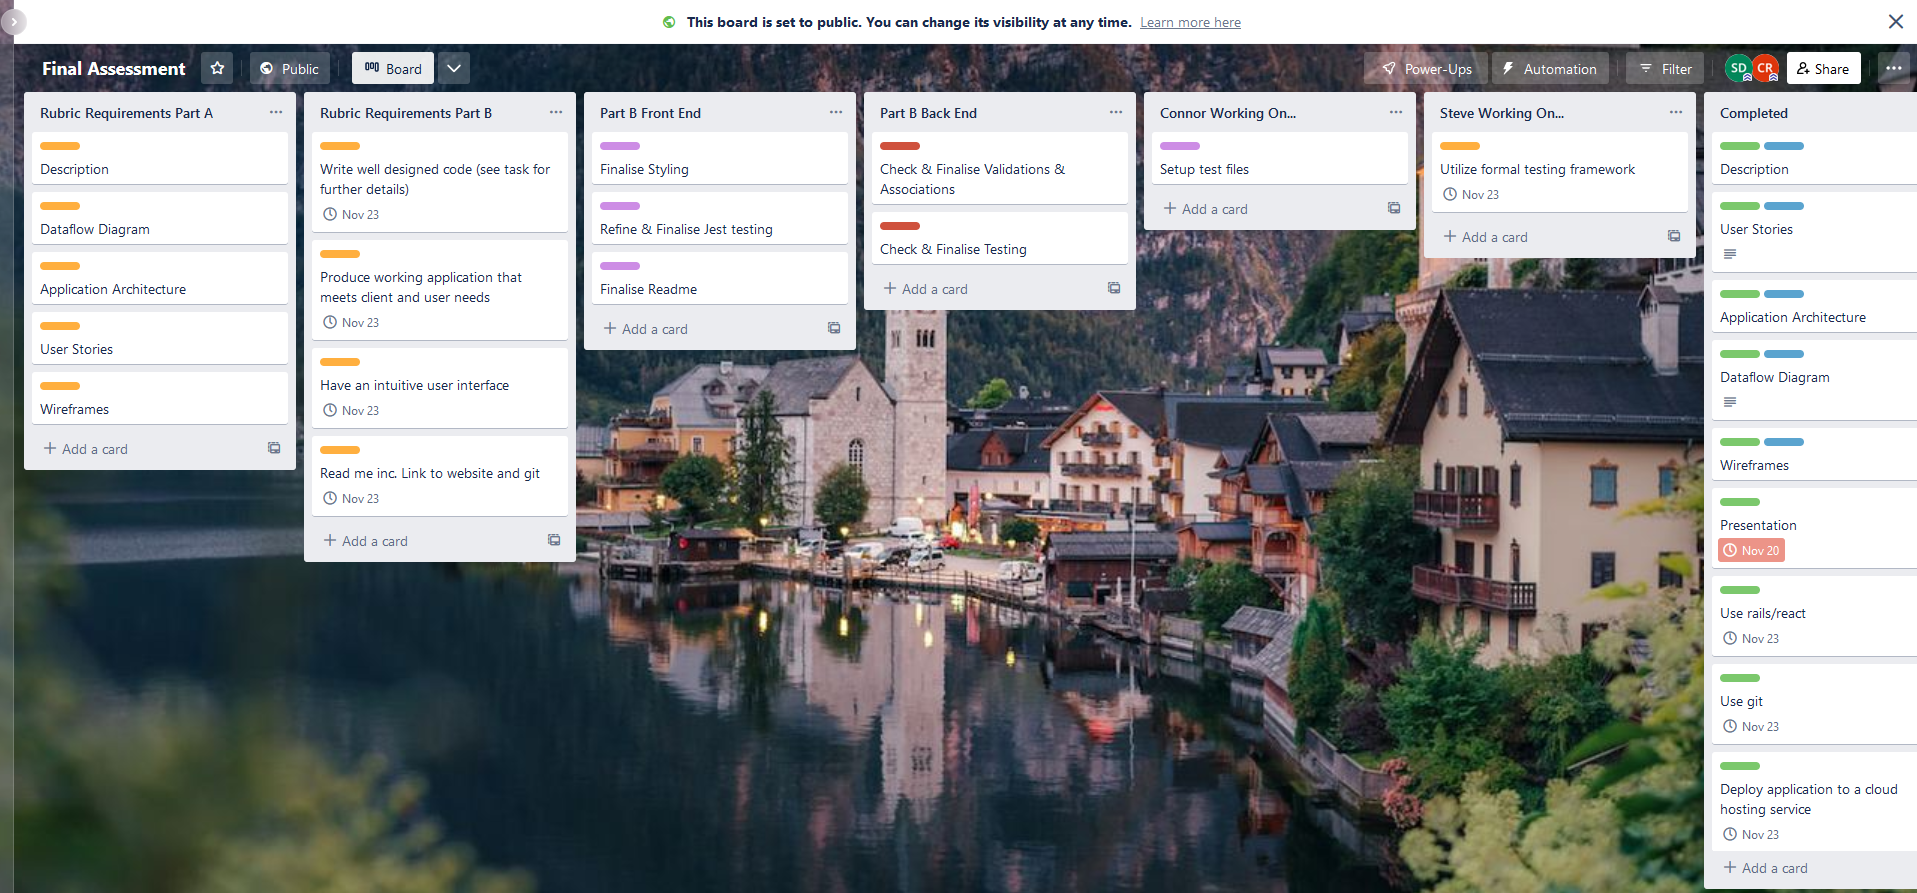 This board is set to public. You can change its visibility at any time. Learn more here
Final Assessment
Public
Board
Power-Ups
Automation
Filter
SD
CR
Share
Rubric Requirements Part A
Description
Dataflow Diagram
Application Architecture
User Stories
Wireframes
Add a card
Rubric Requirements Part B
Write well designed code (see task for
further details)
Nov 23
Produce working application that
meets client and user needs
Nov 23
Have an intuitive user interface
Nov 23
Read me inc. Link to website and git
Nov 23
Add a card
Part B Front End
Finalise Styling
Refine & Finalise Jest testing
Finalise Readme
Add a card
Part B Back End
Check & Finalise Validations &
Associations
Check & Finalise Testing
Add a card
Connor Working On...
Setup test files
Add a card
Steve Working On...
Utilize formal testing framework
Nov 23
Add a card
Completed
Description
User Stories
Application Architecture
Dataflow Diagram
Wireframes
Presentation
Nov 20
Use rails/react
Nov 23
Use git
Nov 23
Deploy application to a cloud
hosting service
Nov 23
Add a card